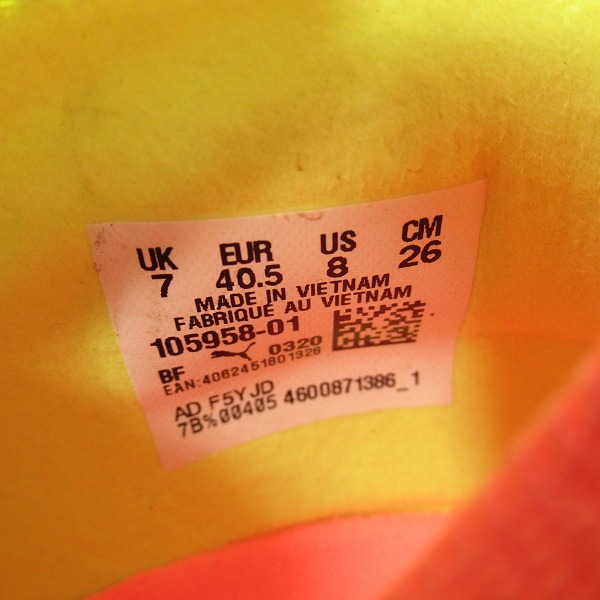 UK EUR US CM
7 40.5 8 26
MADE IN VIETNAM
FABRIQUÉ AU VIETNAM
105958-01
BF 0320
EAN:4062451801328
AD F5YJD
7B%00405 4600871386_1